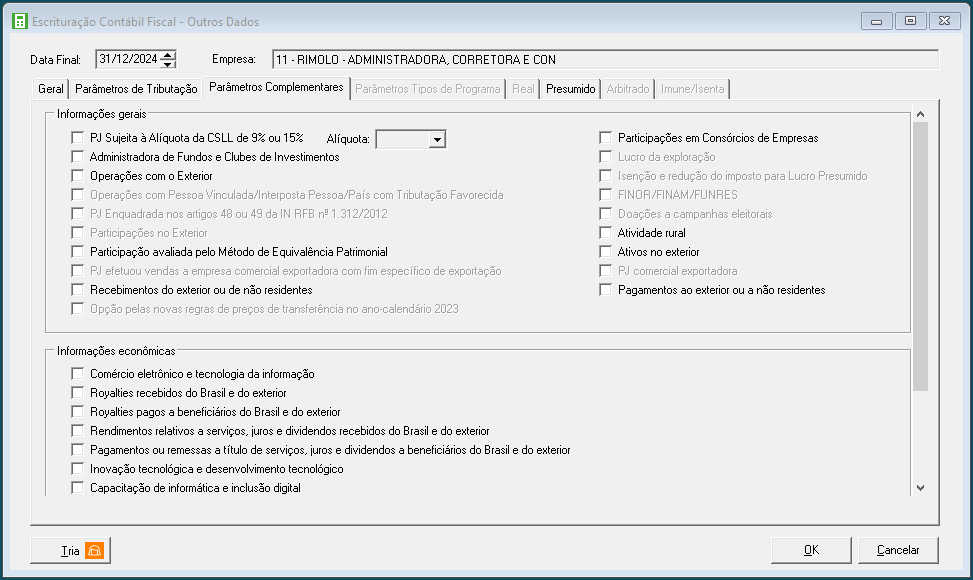 Escrituração Contábil Fiscal - Outros Dados
Data Final: 31/12/2024 Empresa: 11 - RIMOLO - ADMINISTRADORA, CORRETORA E CON
Geral Parâmetros de Tributação Parâmetros Complementares Parâmetros Tipos de Programa Real Presumido Arbitrado Imune/Isenta
Informações gerais
PJ Sujeita à Alíquota da CSLL de 9% ou 15% Alíquota: Participações em Consórcios de Empresas
Administradora de Fundos e Clubes de Investimentos Lucro da exploração
Operações com o Exterior Isenção e redução do imposto para Lucro Presumido
Operações com Pessoa Vinculada/Interposta Pessoa/País com Tributação Favorecida FINOR/FINAM/FUNRES
PJ Enquadrada nos artigos 48 ou 49 da IN RFB nº 1.312/2012 Doações a campanhas eleitorais
Participações no Exterior Atividade rural
Participação avaliada pelo Método de Equivalência Patrimonial Ativos no exterior
PJ efetuou vendas a empresa comercial exportadora com fim específico de exportação PJ comercial exportadora
Recebimentos do exterior ou de não residentes Pagamentos ao exterior ou a não residentes
Opção pelas novas regras de preços de transferência no ano-calendário 2023
Informações econômicas
Comércio eletrônico e tecnologia da informação
Royalties recebidos do Brasil e do exterior
Royalties pagos a beneficiários do Brasil e do exterior
Rendimentos relativos a serviços, juros e dividendos recebidos do Brasil e do exterior
Pagamentos ou remessas a título de serviços, juros e dividendos a beneficiários do Brasil e do exterior
Inovação tecnológica e desenvolvimento tecnológico
Capacitação de informática e inclusão digital
Tria OK Cancelar